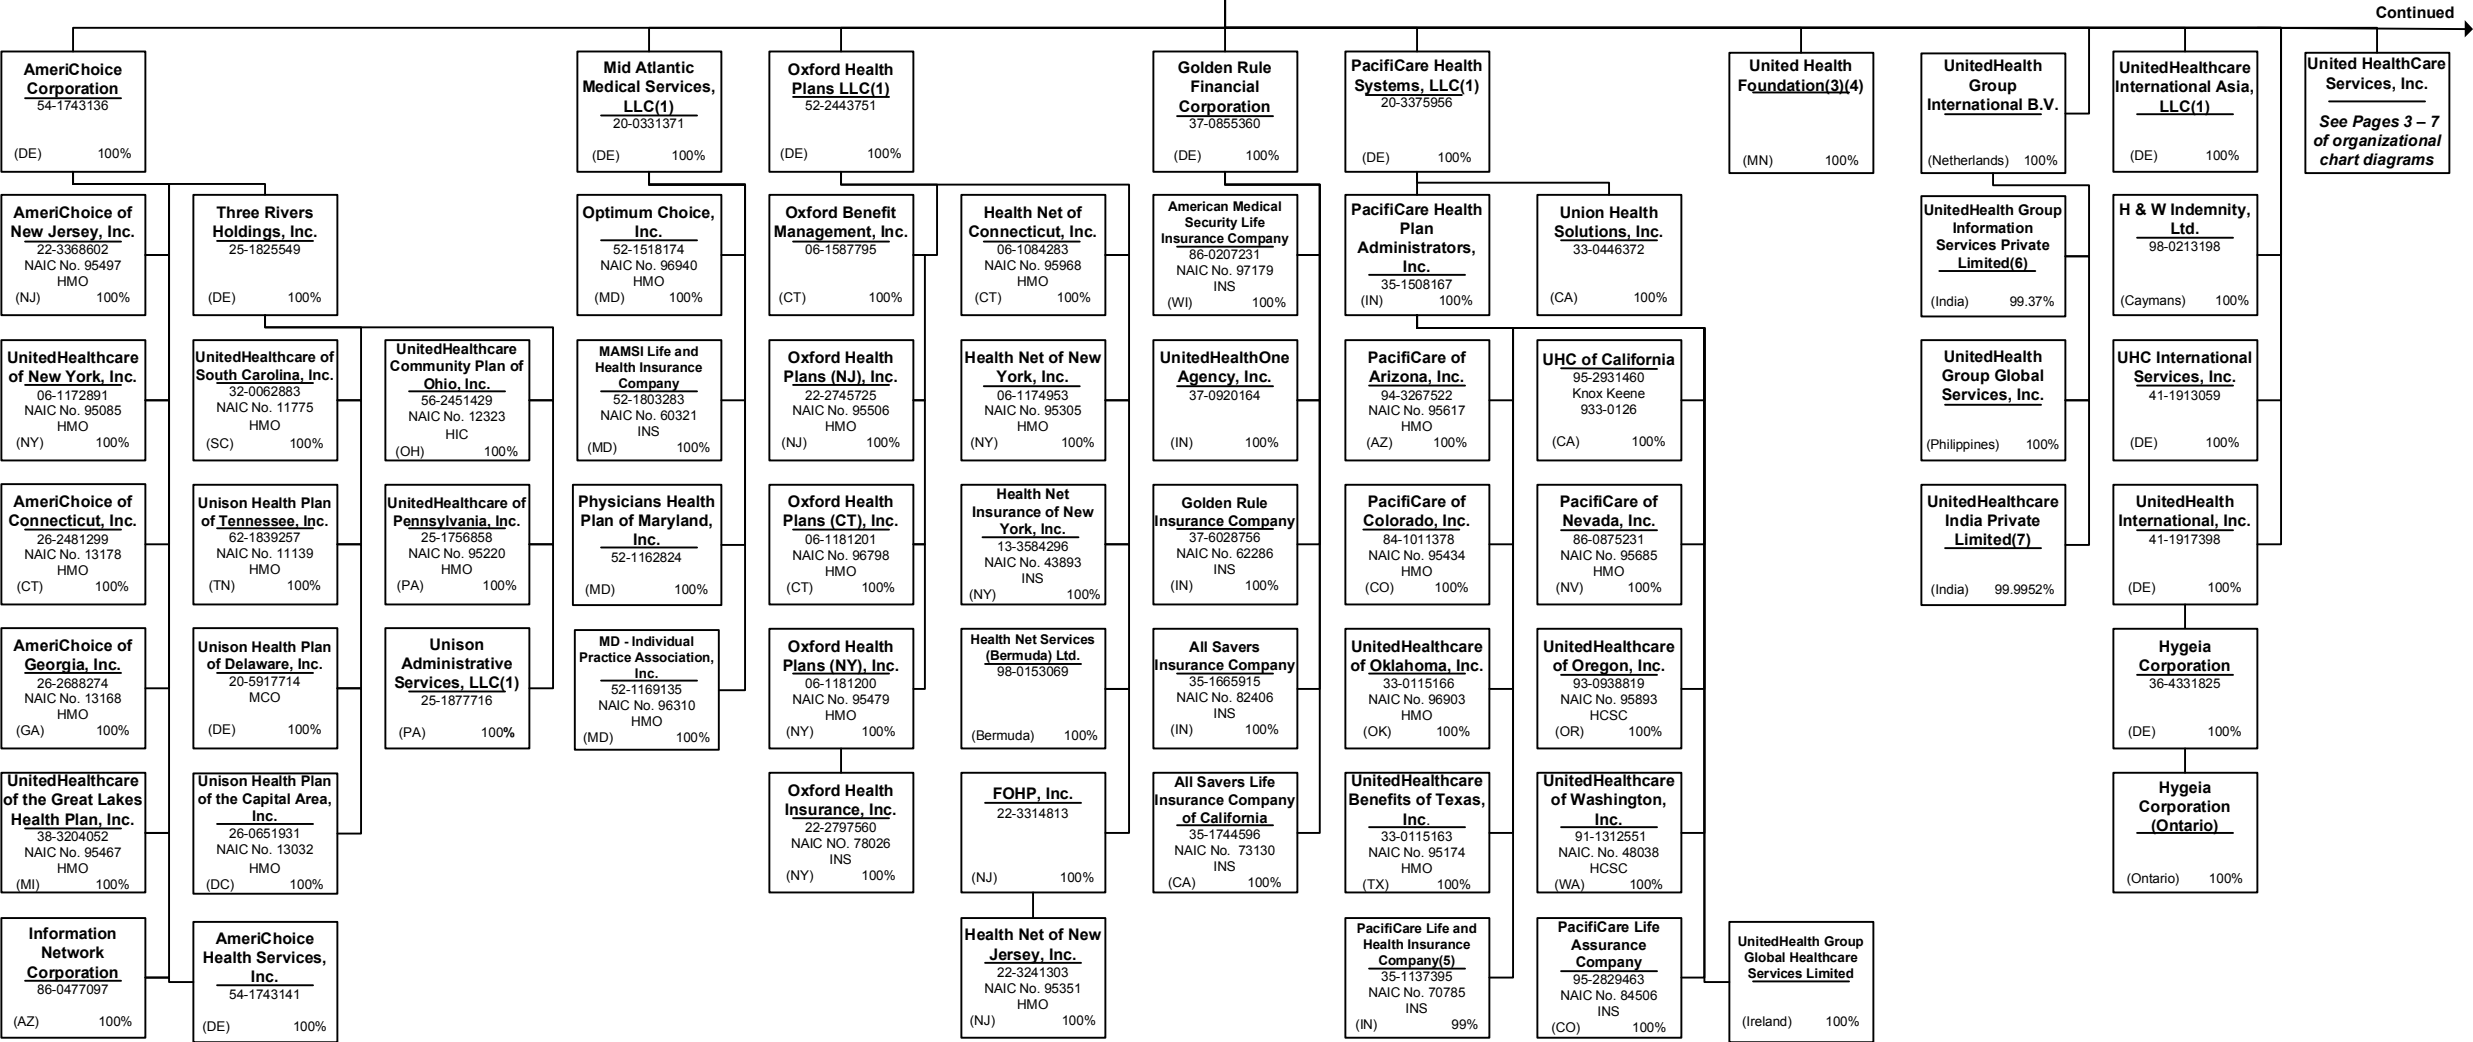 Continued
AmeriChoice
Corporation
54-1743136
(DE) 100%
Mid Atlantic
Medical Services,
LLC(1)
20-0331371
(DE) 100%
Oxford Health
Plans LLC(1)
52-2443751
(DE) 100%
Golden Rule
Financial
Corporation
37-0855360
(DE) 100%
PacifiCare Health
Systems, LLC(1)
20-3375956
(DE) 100%
United Health
Foundation(3)(4)
(MN) 100%
UnitedHealth
Group
International B.V.
(Netherlands) 100%
UnitedHealthcare
International Asia,
LLC(1)
(DE) 100%
United HealthCare
Services, Inc.
See Pages 3 – 7
of organizational
chart diagrams
AmeriChoice of
New Jersey, Inc.
22-3368602
NAIC No. 95497
HMO
(NJ) 100%
Three Rivers
Holdings, Inc.
25-1825549
(DE) 100%
Optimum Choice,
Inc.
52-1518174
NAIC No. 96940
HMO
(MD) 100%
Oxford Benefit
Management, Inc.
06-1587795
(CT) 100%
Health Net of
Connecticut, Inc.
06-1084283
NAIC No. 95968
HMO
(CT) 100%
American Medical
Security Life
Insurance Company
86-0207231
NAIC No. 97179
INS
(WI) 100%
PacifiCare Health
Plan
Administrators,
Inc.
35-1508167
(IN) 100%
Union Health
Solutions, Inc.
33-0446372
(CA) 100%
UnitedHealth Group
Information
Services Private
Limited(6)
(India) 99.37%
H & W Indemnity,
Ltd.
98-0213198
(Caymans) 100%
UnitedHealthcare
of New York, Inc.
06-1172891
NAIC No. 95085
HMO
(NY) 100%
UnitedHealthcare of
South Carolina, Inc.
32-0062883
NAIC No. 11775
HMO
(SC) 100%
UnitedHealthcare
Community Plan of
Ohio, Inc.
56-2451429
NAIC No. 12323
HIC
(OH) 100%
MAMSI Life and
Health Insurance
Company
52-1803283
NAIC No. 60321
INS
(MD) 100%
Oxford Health
Plans (NJ), Inc.
22-2745725
NAIC No. 95506
HMO
(NJ) 100%
Health Net of New
York, Inc.
06-1174953
NAIC No. 95305
HMO
(NY) 100%
UnitedHealthOne
Agency, Inc.
37-0920164
(IN) 100%
PacifiCare of
Arizona, Inc.
94-3267522
NAIC No. 95617
HMO
(AZ) 100%
UHC of California
95-2931460
Knox Keene
933-0126
(CA) 100%
UnitedHealth
Group Global
Services, Inc.
(Philippines) 100%
UHC International
Services, Inc.
41-1913059
(DE) 100%
AmeriChoice of
Connecticut, Inc.
26-2481299
NAIC No. 13178
HMO
(CT) 100%
Unison Health Plan
of Tennessee, Inc.
62-1839257
NAIC No. 11139
HMO
(TN) 100%
UnitedHealthcare of
Pennsylvania, Inc.
25-1756858
NAIC No. 95220
HMO
(PA) 100%
Physicians Health
Plan of Maryland,
Inc.
52-1162824
(MD) 100%
Oxford Health
Plans (CT), Inc.
06-1181201
NAIC No. 96798
HMO
(CT) 100%
Health Net
Insurance of New
York, Inc.
13-3584296
NAIC No. 43893
INS
(NY) 100%
Golden Rule
Insurance Company
37-6028756
NAIC No. 62286
INS
(IN) 100%
PacifiCare of
Colorado, Inc.
84-1011378
NAIC No. 95434
HMO
(CO) 100%
PacifiCare of
Nevada, Inc.
86-0875231
NAIC No. 95685
HMO
(NV) 100%
UnitedHealthcare
India Private
Limited(7)
(India) 99.9952%
UnitedHealth
International, Inc.
41-1917398
(DE) 100%
AmeriChoice of
Georgia, Inc.
26-2688274
NAIC No. 13168
HMO
(GA) 100%
Unison Health Plan
of Delaware, Inc.
20-5917714
MCO
(DE) 100%
Unison
Administrative
Services, LLC(1)
25-1877716
(PA) 100%
MD - Individual
Practice Association,
Inc.
52-1169135
NAIC No. 96310
HMO
(MD) 100%
Oxford Health
Plans (NY), Inc.
06-1181200
NAIC No. 95479
HMO
(NY) 100%
Health Net Services
(Bermuda) Ltd.
98-0153069
(Bermuda) 100%
All Savers
Insurance Company
35-1665915
NAIC No. 82406
INS
(IN) 100%
UnitedHealthcare
of Oklahoma, Inc.
33-0115166
NAIC No. 96903
HMO
(OK) 100%
UnitedHealthcare
of Oregon, Inc.
93-0938819
NAIC No. 95893
HCSC
(OR) 100%
Hygeia
Corporation
36-4331825
(DE) 100%
UnitedHealthcare
of the Great Lakes
Health Plan, Inc.
38-3204052
NAIC No. 95467
HMO
(MI) 100%
Unison Health Plan
of the Capital Area,
Inc.
26-0651931
NAIC No. 13032
HMO
(DC) 100%
Oxford Health
Insurance, Inc.
22-2797560
NAIC NO. 78026
INS
(NY) 100%
FOHP, Inc.
22-3314813
(NJ) 100%
All Savers Life
Insurance Company
of California
35-1744596
NAIC No. 73130
INS
(CA) 100%
UnitedHealthcare
Benefits of Texas,
Inc.
33-0115163
NAIC No. 95174
HMO
(TX) 100%
UnitedHealthcare
of Washington,
Inc.
91-1312551
NAIC. No. 48038
HCSC
(WA) 100%
Hygeia
Corporation
(Ontario)
(Ontario) 100%
Information
Network
Corporation
86-0477097
(AZ) 100%
AmeriChoice
Health Services,
Inc.
54-1743141
(DE) 100%
Health Net of New
Jersey, Inc.
22-3241303
NAIC No. 95351
HMO
(NJ) 100%
PacifiCare Life and
Health Insurance
Company(5)
35-1137395
NAIC No. 70785
INS
(IN) 99%
PacifiCare Life
Assurance
Company
95-2829463
NAIC No. 84506
INS
(CO) 100%
UnitedHealth Group
Global Healthcare
Services Limited
(Ireland) 100%